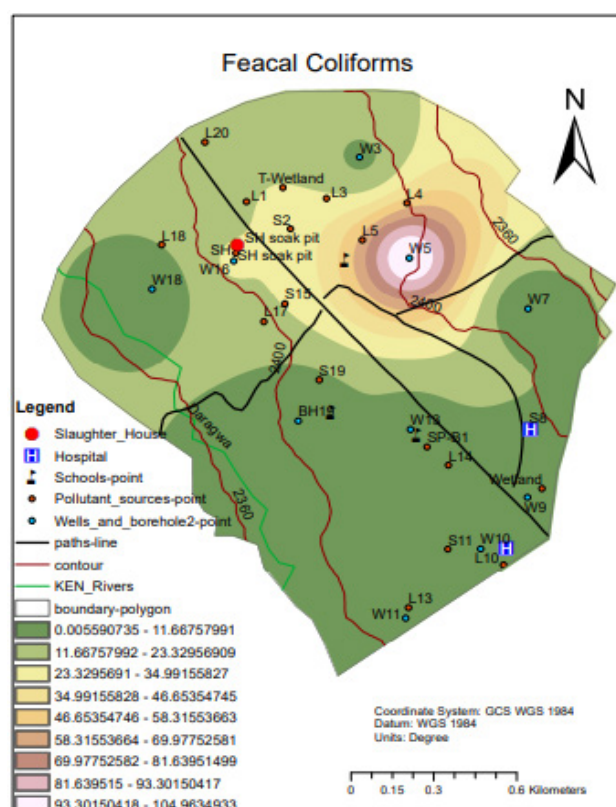 Feacal Coliforms
N
L20
W3
T-Wetland
L1
L3
L4
S2
L5
2360
L18
SH soak pit
SH
SH soak pit
W16
W5
W18
S15
2400
W7
L17
2400
S19
BH19
W13
S8
SP-B1
L14
Daragwa
2360
Wetland
W9
S11
W10
L10
L13
W11
Legend
Slaughter_House
H Hospital
Schools-point
Pollutant_sources-point
Wells_and_borehole2-point
paths-line
contour
KEN_Rivers
boundary-polygon
0.005590735 - 11.66757991
11.66757992 - 23.32956909
23.3295691 - 34.99155827
34.99155828 - 46.65354745
46.65354746 - 58.31553663
58.31553664 - 69.97752581
69.97752582 - 81.63951499
81.639515 - 93.30150417
93.30150418 - 104.9634933
H
H
Coordinate System: GCS WGS 1984
Datum: WGS 1984
Units: Degree
0 0.15 0.3 0.6 Kilometers